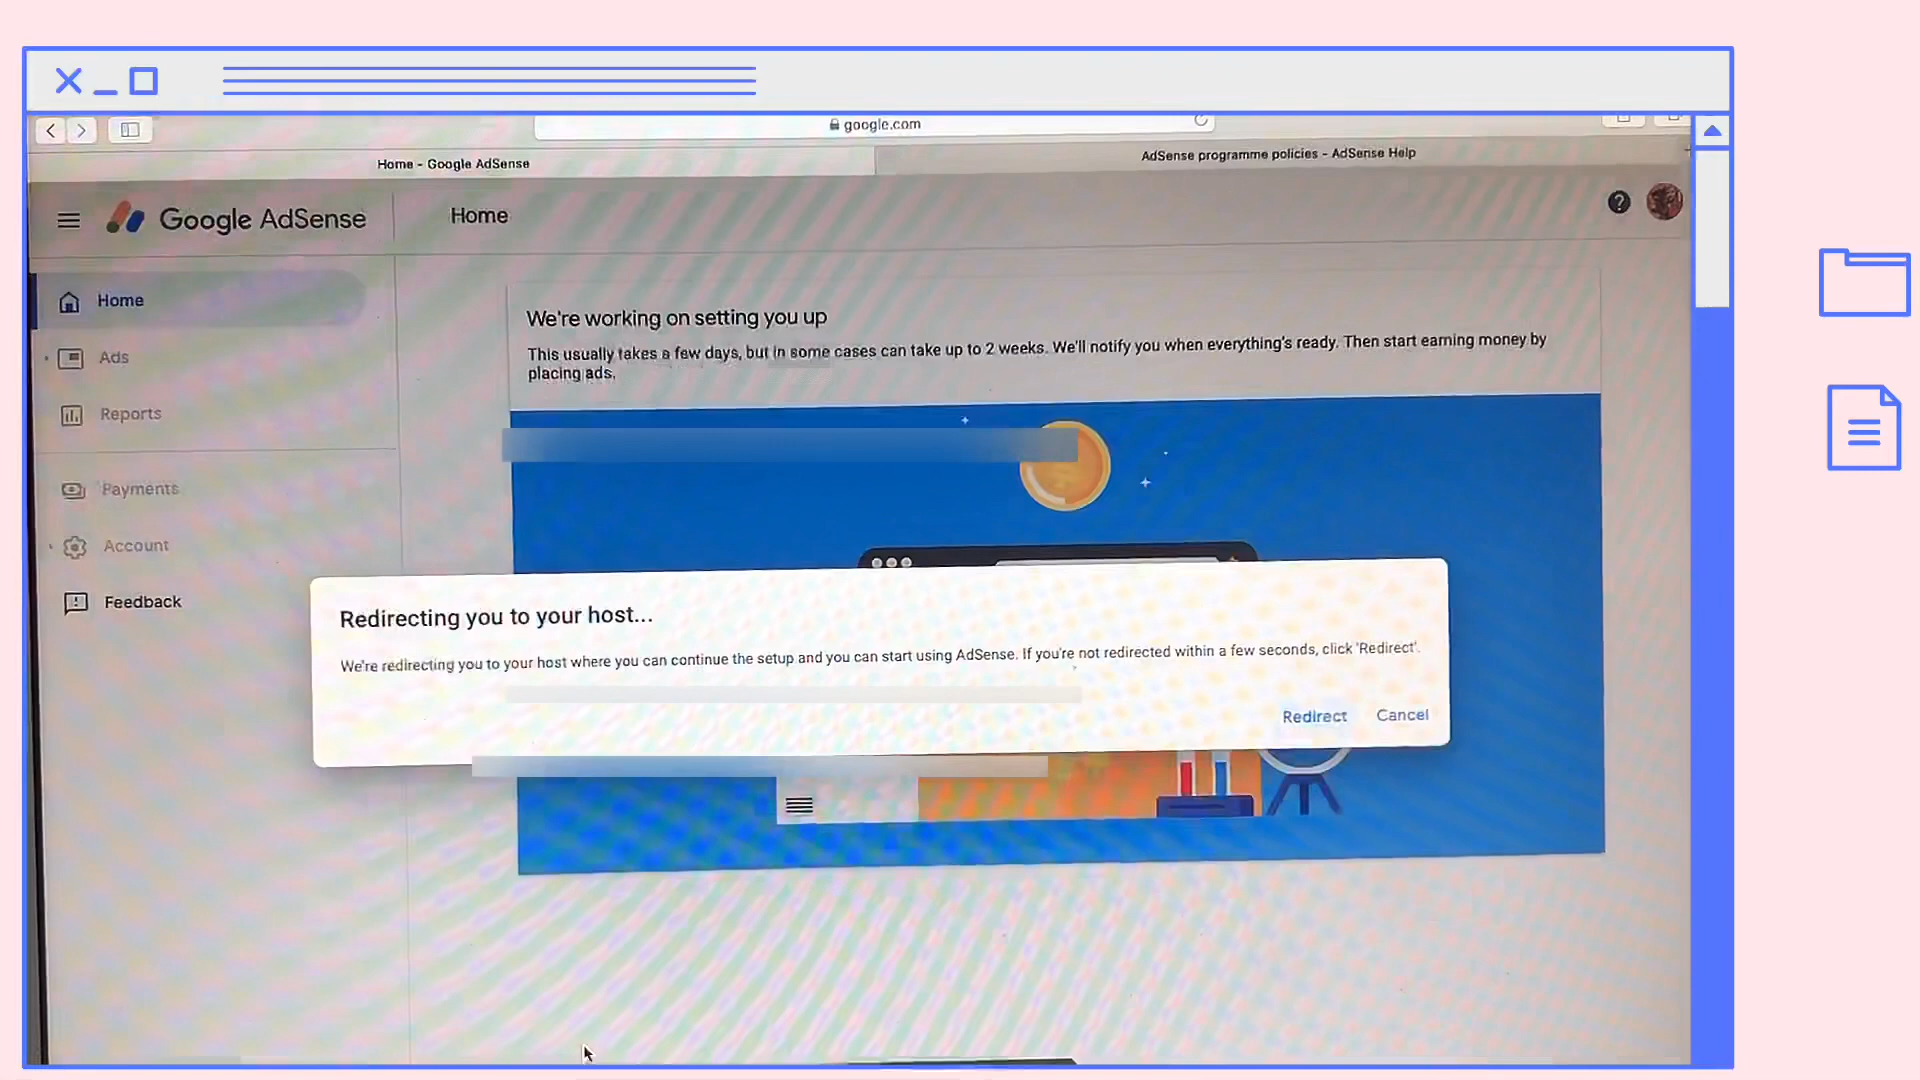 google.com
Home - Google AdSense
AdSense programme policies - AdSense Help
Google AdSense
Home
Home
Ads
Reports
Payments
Account
Feedback
We're working on setting you up
This usually takes a few days, but in some cases can take up to 2 weeks. We'll notify you when everything's ready. Then start earning money by
placing ads.
Redirecting you to your host...
We're redirecting you to your host where you can continue the setup and you can start using AdSense. If you're not redirected within a few seconds, click 'Redirect'.
Redirect
Cancel